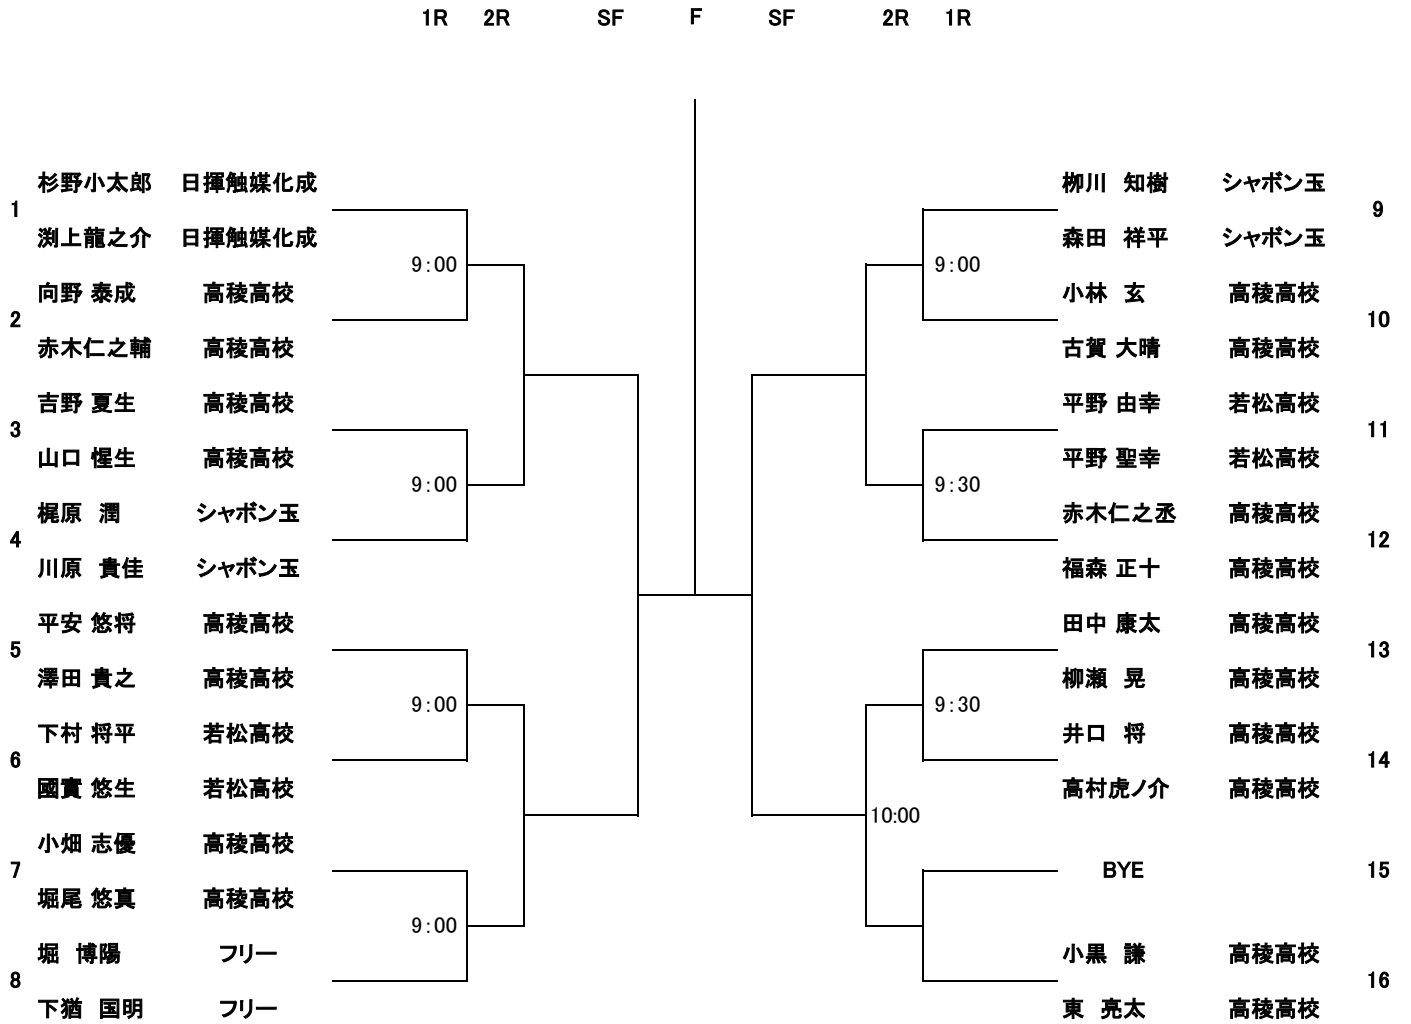 1R 2R SF F SF 2R 1R
杉野小太郎 日揮触媒化成
1
渕上龍之介 日揮触媒化成
9:00
向野 泰成 高稜高校
2
赤木仁之輔 高稜高校
吉野 夏生 高稜高校
3
山口 惺生 高稜高校
9:00
梶原 潤 シャボン玉
4
川原 貴佳 シャボン玉
平安 悠将 高稜高校
5
澤田 貴之 高稜高校
9:00
下村 将平 若松高校
6
國實 悠生 若松高校
小畑 志優 高稜高校
7
堀尾 悠真 高稜高校
9:00
堀 博陽 フリー
8
下猶 国明 フリー
栁川 知樹 シャボン玉
9
森田 祥平 シャボン玉
9:00
小林 玄 高稜高校
10
古賀 大晴 高稜高校
平野 由幸 若松高校
11
平野 聖幸 若松高校
9:30
赤木仁之丞 高稜高校
12
福森 正十 高稜高校
田中 康太 高稜高校
13
柳瀬 晃 高稜高校
9:30
井口 将 高稜高校
14
高村虎ノ介 高稜高校
10:00
BYE 15
小黒 謙 高稜高校
16
東 亮太 高稜高校